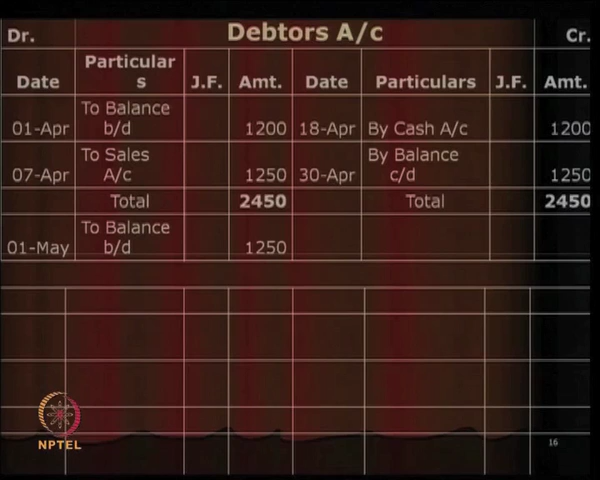 Dr. Debtors A/c Cr.
Date Particular s J.F. Amt. Date Particulars J.F. Amt.
01-Apr To Balance b/d 1200 18-Apr By Cash A/c 1200
07-Apr To Sales A/c 1250 30-Apr By Balance c/d 1250
Total 2450 Total 2450
01-May To Balance b/d 1250
NPTEL
16